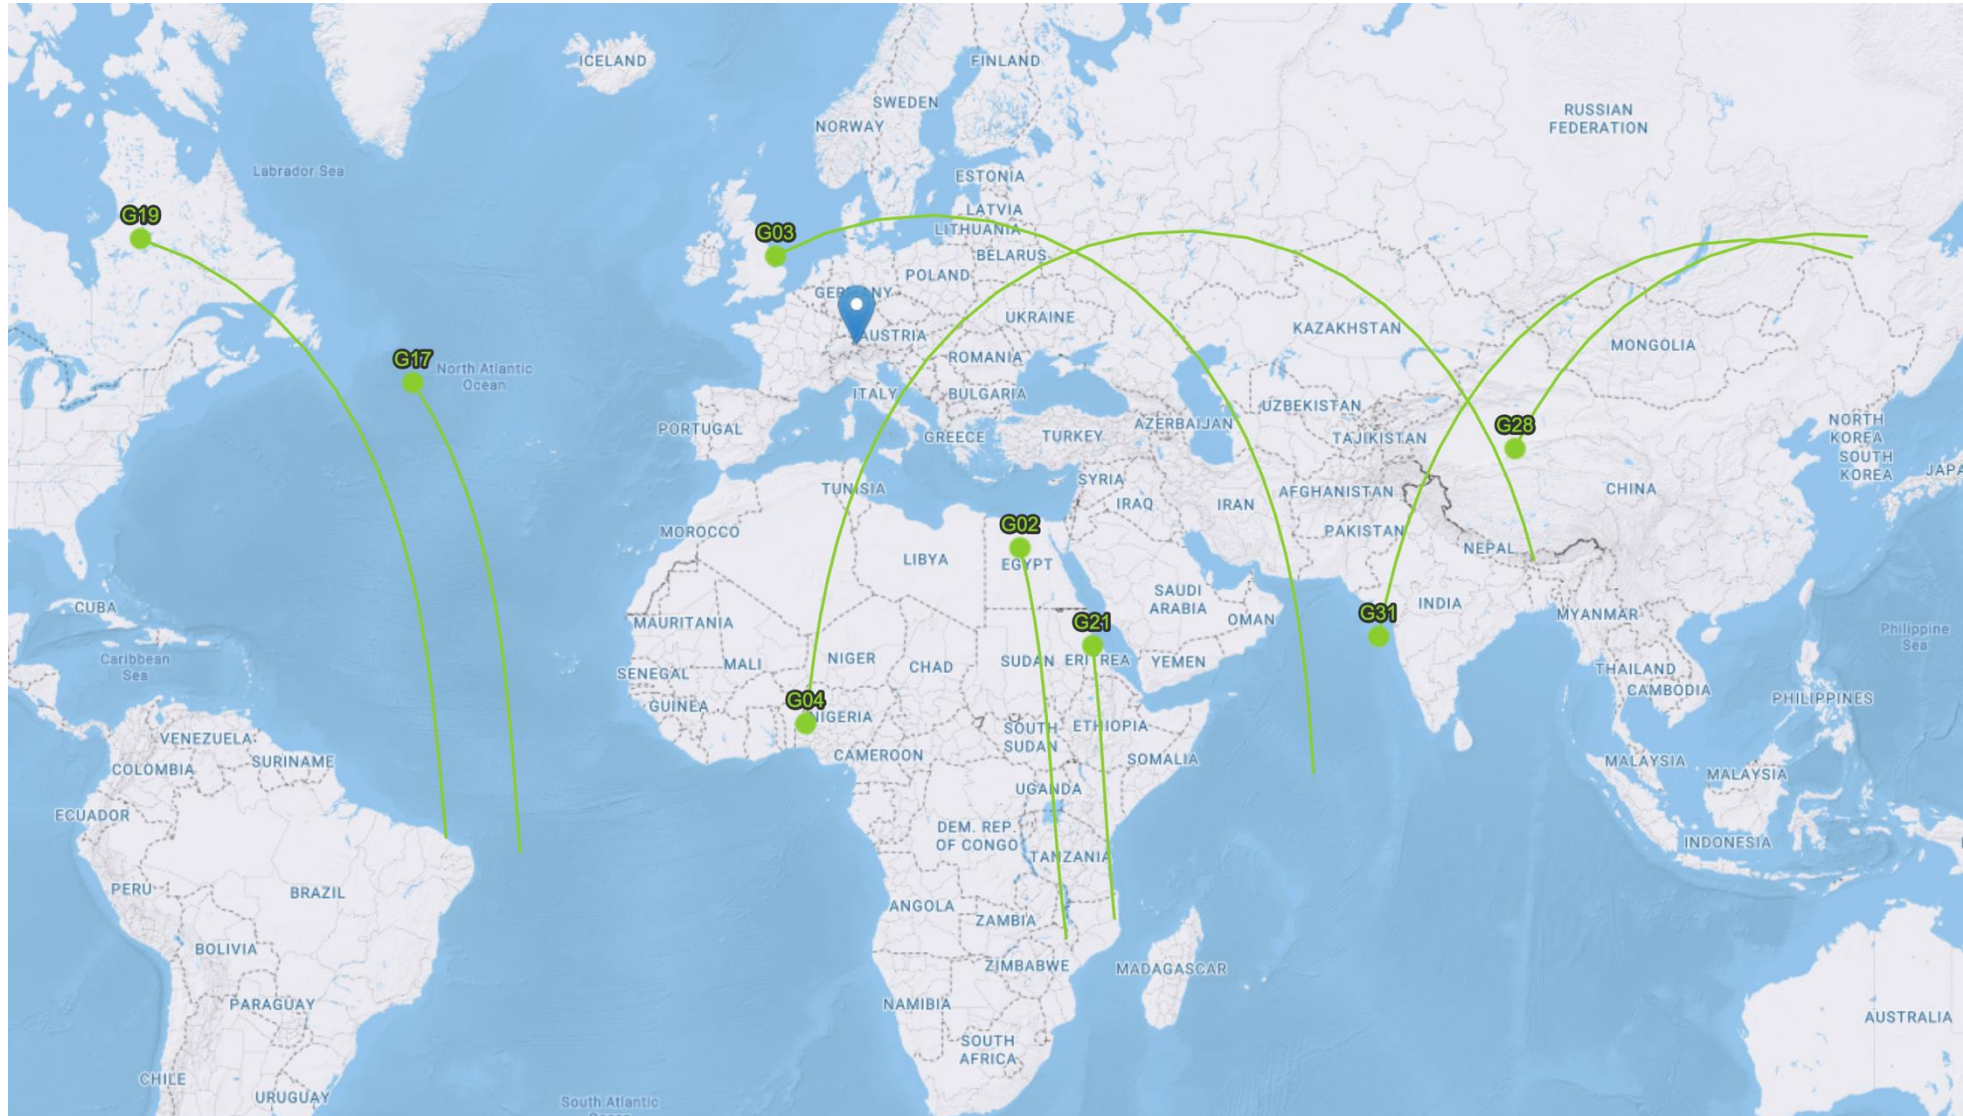 ICELAND
FINLAND
SWEDEN
NORWAY
RUSSIAN
FEDERATION
Labrador Sea
ESTONIA
LATVIA
LITHUANIA
G19
G03
BELARUS
POLAND
GERMANY
UKRAINE
AUSTRIA
KAZAKHSTAN
MONGOLIA
G17
North Atlantic
Ocean
ROMANIA
ITALY
BULGARIA
UZBEKISTAN
PORTUGAL
GREECE
TURKEY
AZERBAIJAN
TAJIKISTAN
G28
NORTH
KOREA
SOUTH
KOREA
SYRIA
TUNISIA
IRAQ
IRAN
AFGHANISTAN
CHINA
MOROCCO
G02
PAKISTAN
NEPAL
LIBYA
EGYPT
SAUDI
ARABIA
CUBA
MAURITANIA
G21
OMAN
G31
INDIA
MYANMAR
Philippine
Sea
Caribbean
Sea
SENEGAL
MALI
NIGER
CHAD
SUDAN
ERITREA
YEMEN
THAILAND
CAMBODIA
GUINEA
G04
NIGERIA
PHILIPPINES
VENEZUELA
SURINAME
COLOMBIA
CAMEROON
SOUTH
SUDAN
ETHIOPIA
SOMALIA
MALAYSIA
MALAYSIA
UGANDA
ECUADOR
DEM. REP.
OF CONGO
TANZANIA
INDONESIA
PERU
BRAZIL
ANGOLA
ZAMBIA
BOLIVIA
ZIMBABWE
MADAGASCAR
PARAGUAY
NAMIBIA
AUSTRALIA
SOUTH
AFRICA
CHILE
URUGUAY
South Atlantic